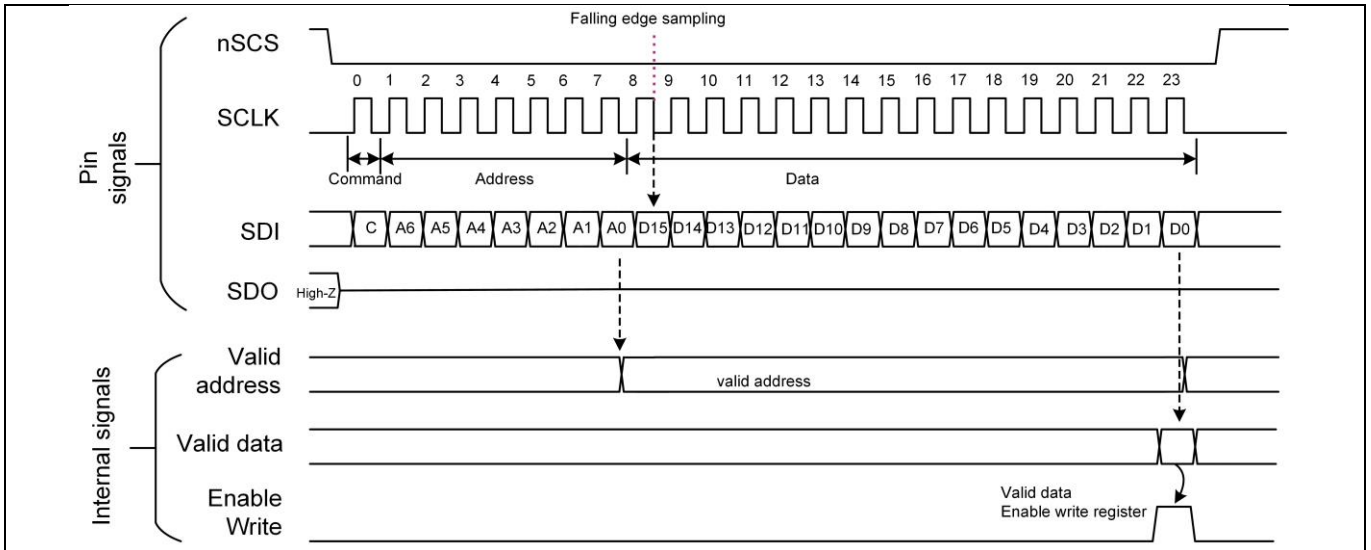 Falling edge sampling
nSCS
0 1 2 3 4 5 6 7 8 9 10 11 12 13 14 15 16 17 18 19 20 21 22 23
SCLK
Command Address Data
Pin
signals
SDI C A6 A5 A4 A3 A2 A1 A0 D15 D14 D13 D12 D11 D10 D9 D8 D7 D6 D5 D4 D3 D2 D1 D0
SDO High-Z
Valid
address
valid address
Internal signals
Valid data
Enable
Write
Valid data
Enable write register